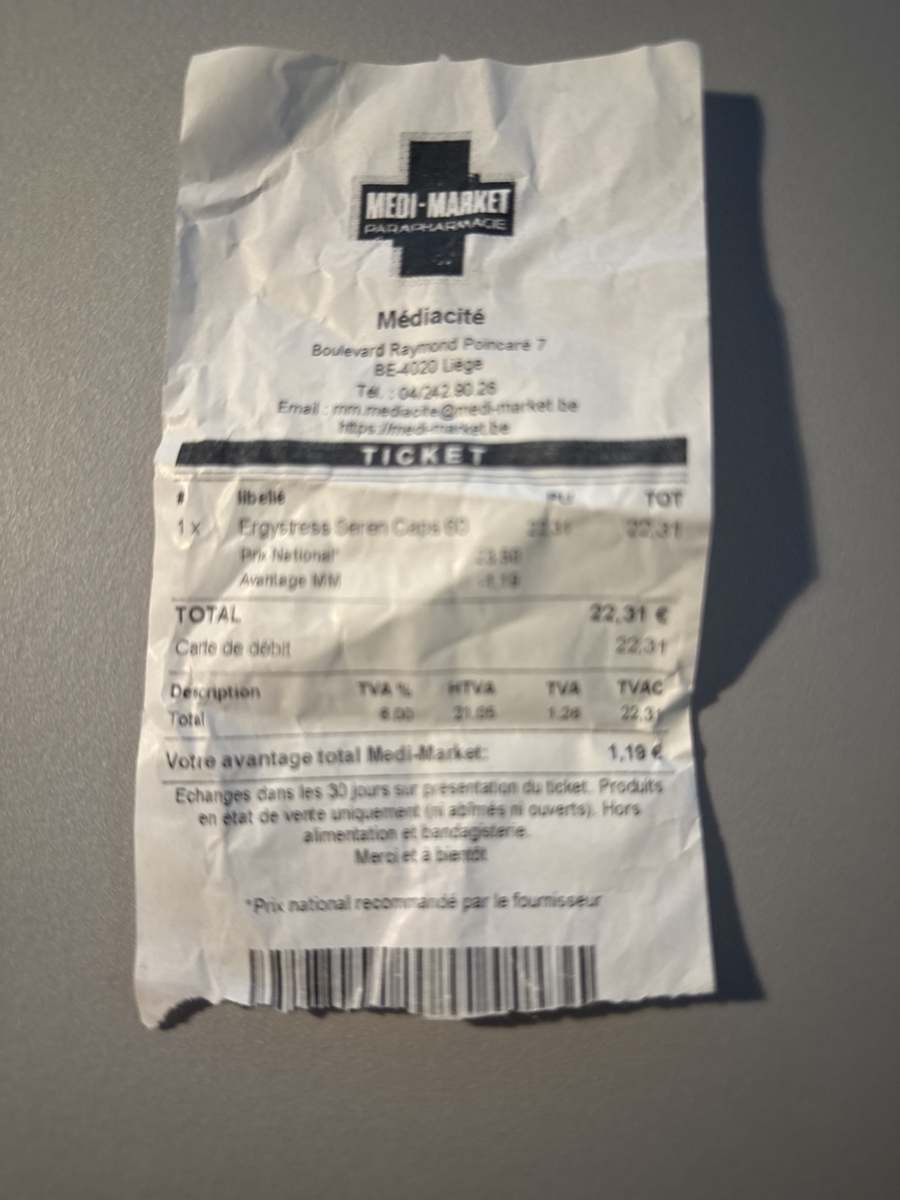 MEDI-MARKET
PARAPHARMACIE
Médiacité
Boulevard Raymond Poincaré 7
BE-4020 Liège
Tél. : 04/242.90.26
Email : mm.mediacite@medi-market.be
https://medi-market.be
TICKET
# libellé PU TOT
1 x Ergystress Seren Caps 60 22,31 22,31
Prix National*
Avantage MM
TOTAL 22,31 €
Carte de débit 22,31
Description TVA % HTVA TVA TVAC
Total 6.00 21.05 1.26 22,31
Votre avantage total Medi-Market: 1,19 €
Echanges dans les 30 jours sur présentation du ticket. Produits
en état de vente uniquement (ni abîmés ni ouverts). Hors
alimentation et bandagisterie.
Merci et à bientôt
*Prix national recommandé par le fournisseur